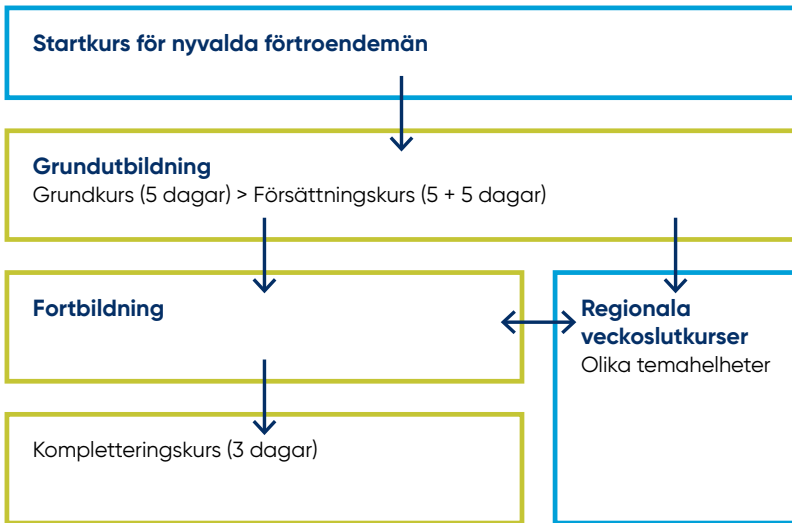 Startkurs för nyvalda förtroendemän
Grundutbildning
Grundkurs (5 dagar) > Försättningskurs (5 + 5 dagar)
Fortbildning
Regionala
veckoslutkurser
Olika temahelheter
Kompletteringskurs (3 dagar)